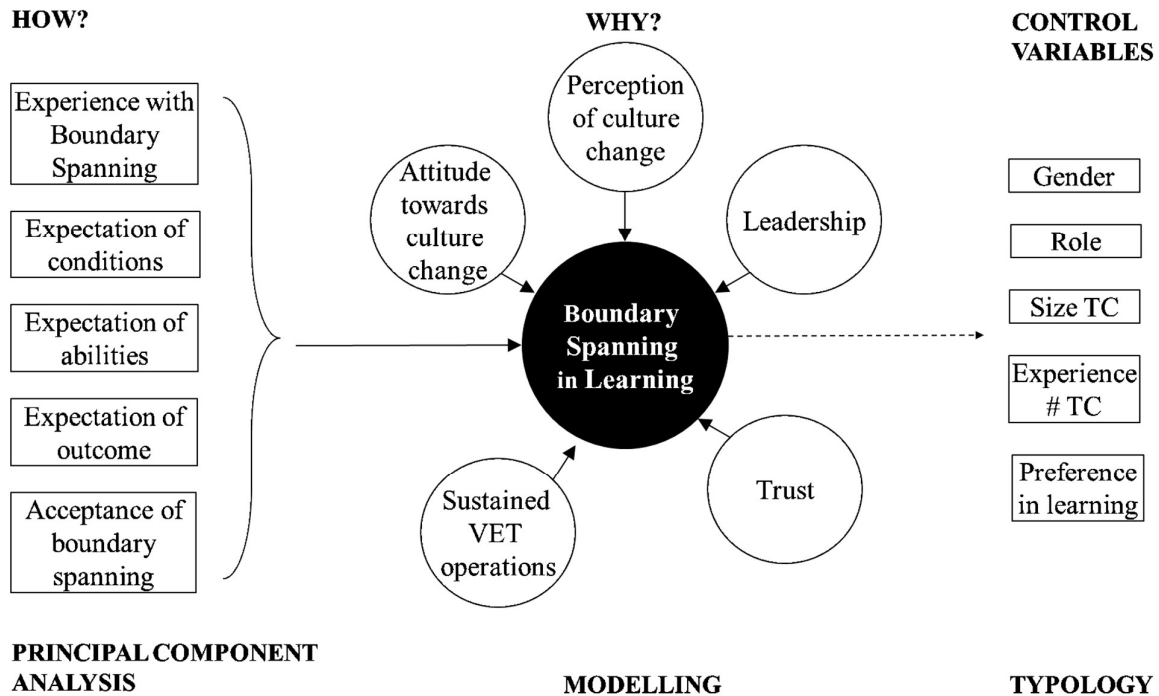 HOW?
Experience with
Boundary
Spanning
Expectation of
conditions
Expectation of
abilities
Expectation of
outcome
Acceptance of
boundary
spanning
PRINCIPAL COMPONENT
ANALYSIS
WHY?
Perception
of culture
change
Attitude
towards
culture
change
Leadership
Boundary
Spanning
in Learning
Sustained
VET
operations
Trust
MODELLING
CONTROL
VARIABLES
Gender
Role
Size TC
Experience
# TC
Preference
in learning
TYPOLOGY